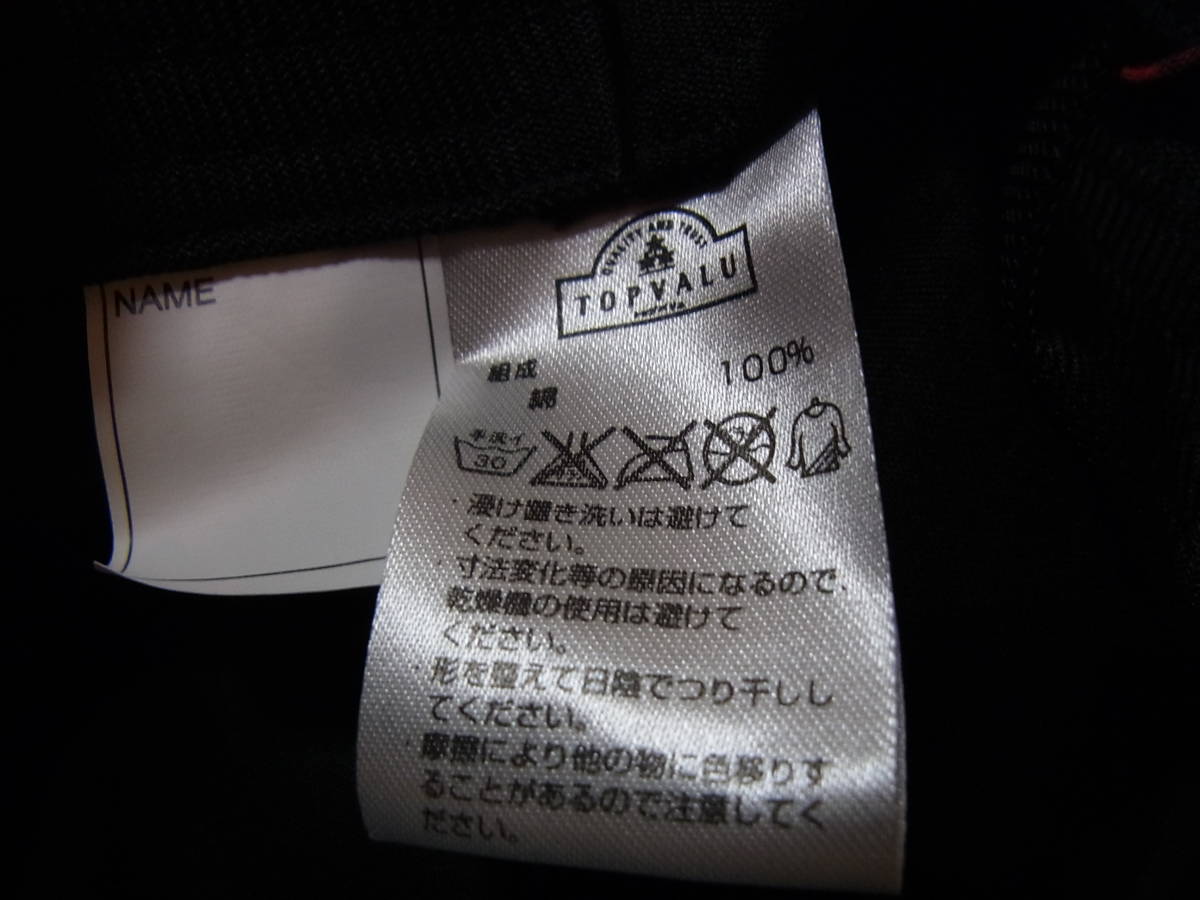 NAME
QUALITY AND TRUST
TOPVALU
組成
綿 100%
手洗イ
30
・浸け置き洗いは避けて
ください。
・寸法変化等の原因になるので、
乾燥機の使用は避けて
ください。
・形を整えて日陰でつり干しし
てください。
・摩擦により他の物に色移りす
ることがあるので注意してく
ださい。